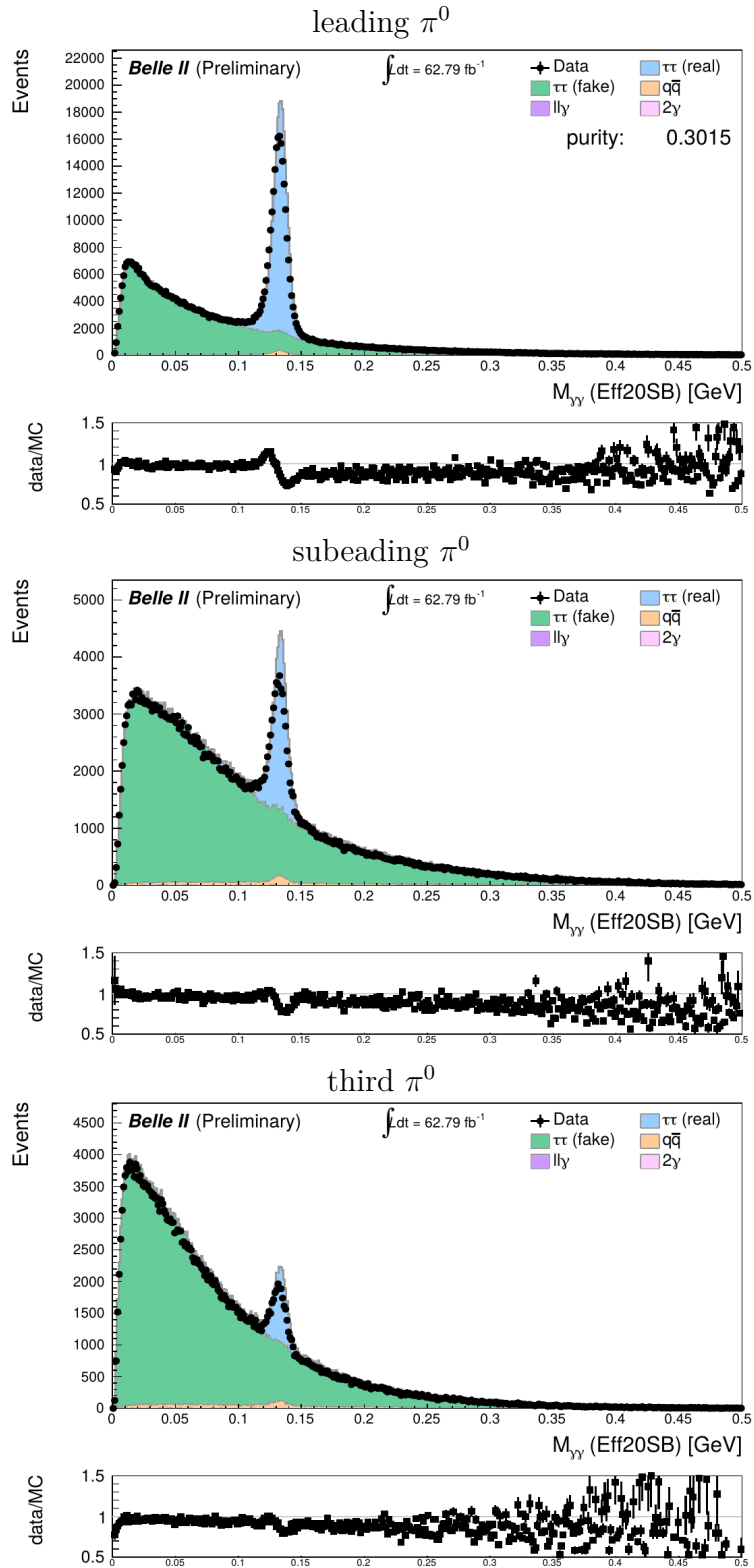 leading π⁰
Events
22000
20000
18000
16000
14000
12000
10000
8000
6000
4000
2000
0
Belle II (Preliminary)
∫Ldt = 62.79 fb⁻¹
Data
ττ (real)
ττ (fake)
qq̅
llγ
2γ
purity: 0.3015
0 0.05 0.1 0.15 0.2 0.25 0.3 0.35 0.4 0.45 0.5
Mγγ (Eff20SB) [GeV]
data/MC
1.5
1
0.5
0 0.05 0.1 0.15 0.2 0.25 0.3 0.35 0.4 0.45 0.5
subeading π⁰
Events
5000
4000
3000
2000
1000
0
Belle II (Preliminary)
∫Ldt = 62.79 fb⁻¹
Data
ττ (real)
ττ (fake)
qq̅
llγ
2γ
0 0.05 0.1 0.15 0.2 0.25 0.3 0.35 0.4 0.45 0.5
Mγγ (Eff20SB) [GeV]
data/MC
1.5
1
0.5
0 0.05 0.1 0.15 0.2 0.25 0.3 0.35 0.4 0.45 0.5
third π⁰
Events
4500
4000
3500
3000
2500
2000
1500
1000
500
0
Belle II (Preliminary)
∫Ldt = 62.79 fb⁻¹
Data
ττ (real)
ττ (fake)
qq̅
llγ
2γ
0 0.05 0.1 0.15 0.2 0.25 0.3 0.35 0.4 0.45 0.5
Mγγ (Eff20SB) [GeV]
data/MC
1.5
1
0.5
0 0.05 0.1 0.15 0.2 0.25 0.3 0.35 0.4 0.45 0.5